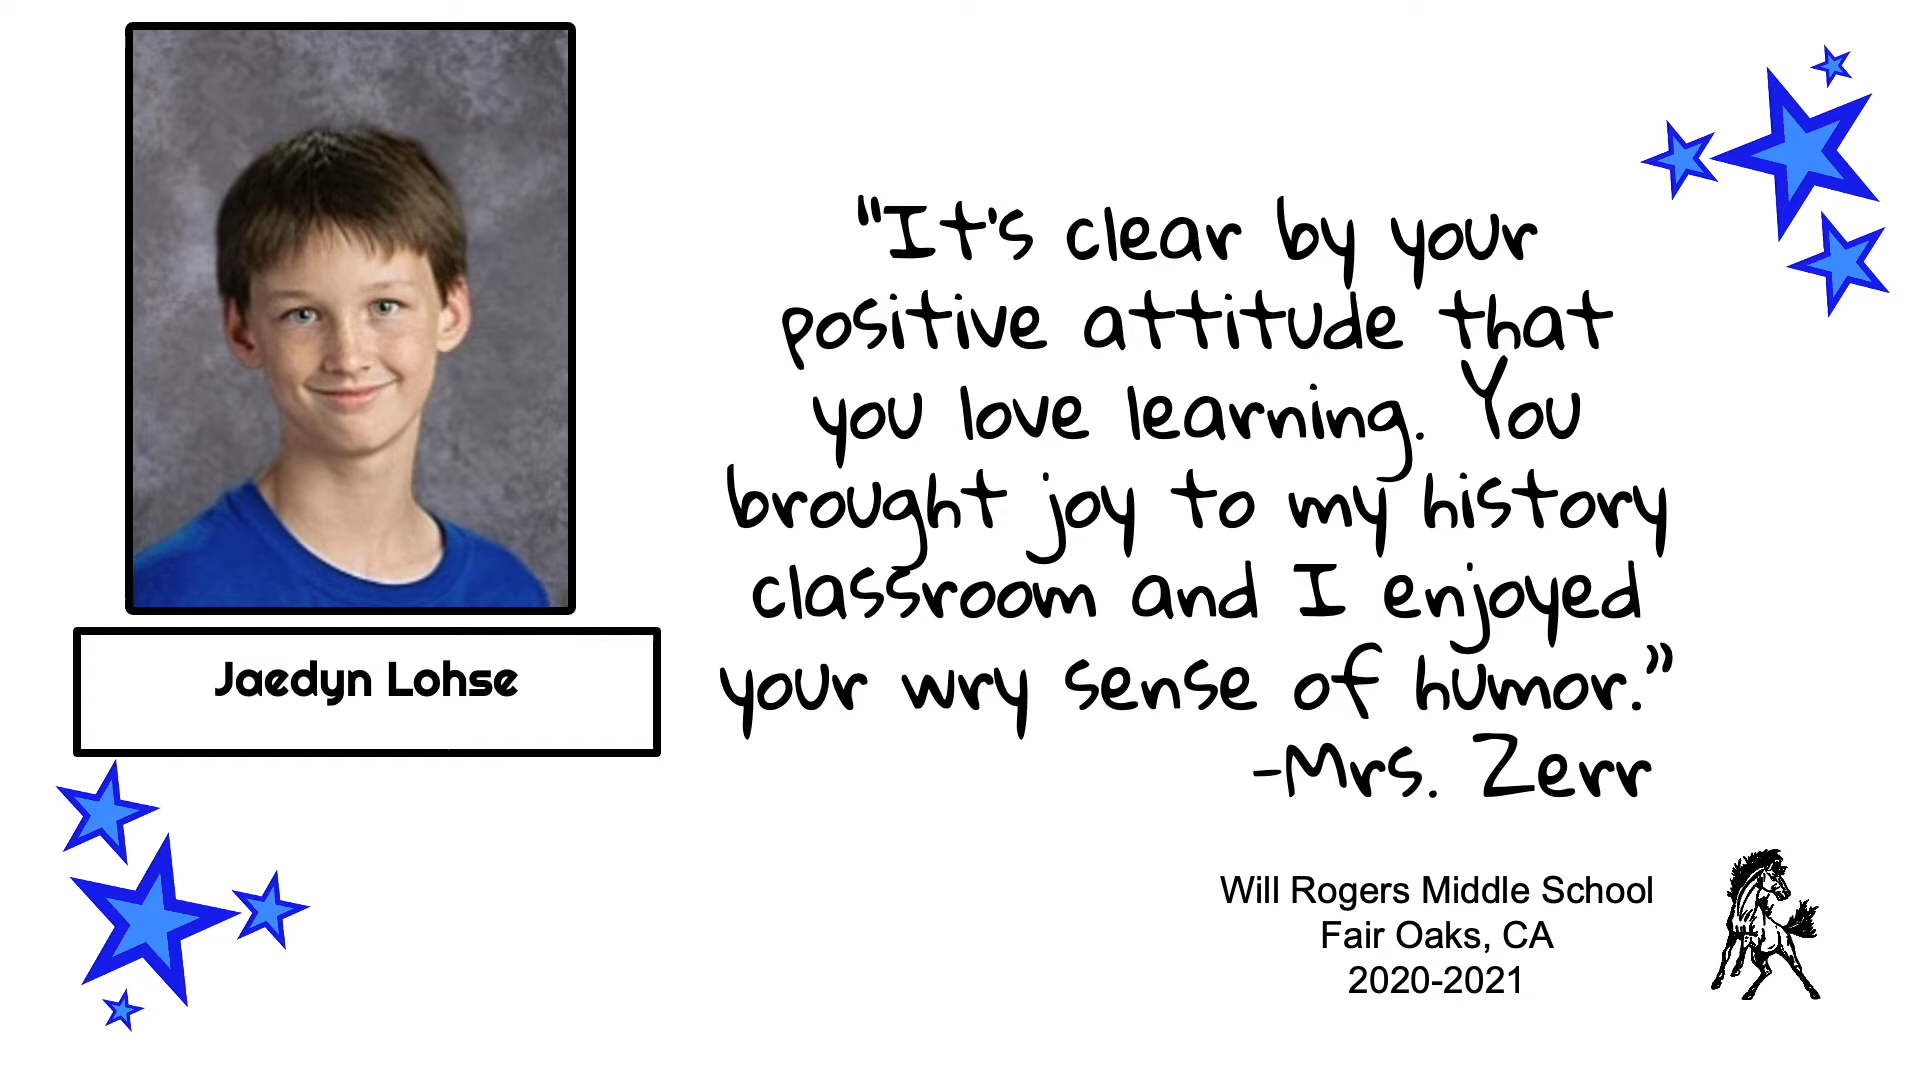 Jaedyn Lohse
"It's clear by your
positive attitude that
you love learning. You
brought joy to my history
classroom and I enjoyed
your wry sense of humor.”
-Mrs. Zerr
Will Rogers Middle School
Fair Oaks, CA
2020-2021